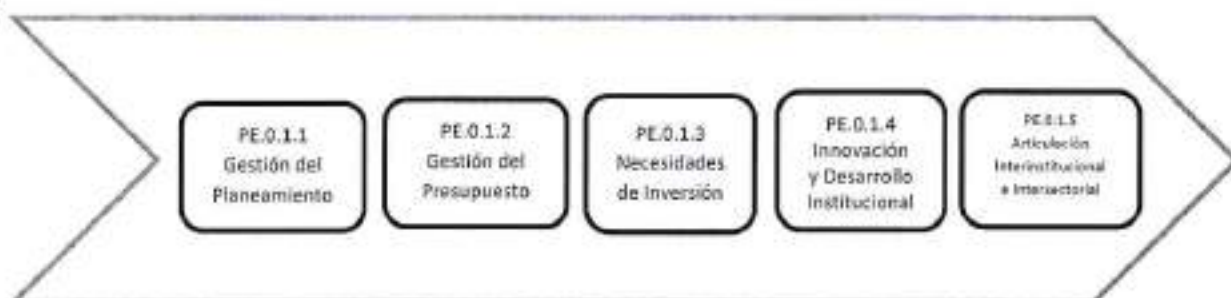 PE.0.1.1
Gestión del
Planeamiento
PE.0.1.2
Gestión del
Presupuesto
PE.0.1.3
Necesidades
de Inversión
PE.0.1.4
Innovación
y Desarrollo
Institucional
PE.0.1.5
Articulación
Interinstitucional
e Intersectorial